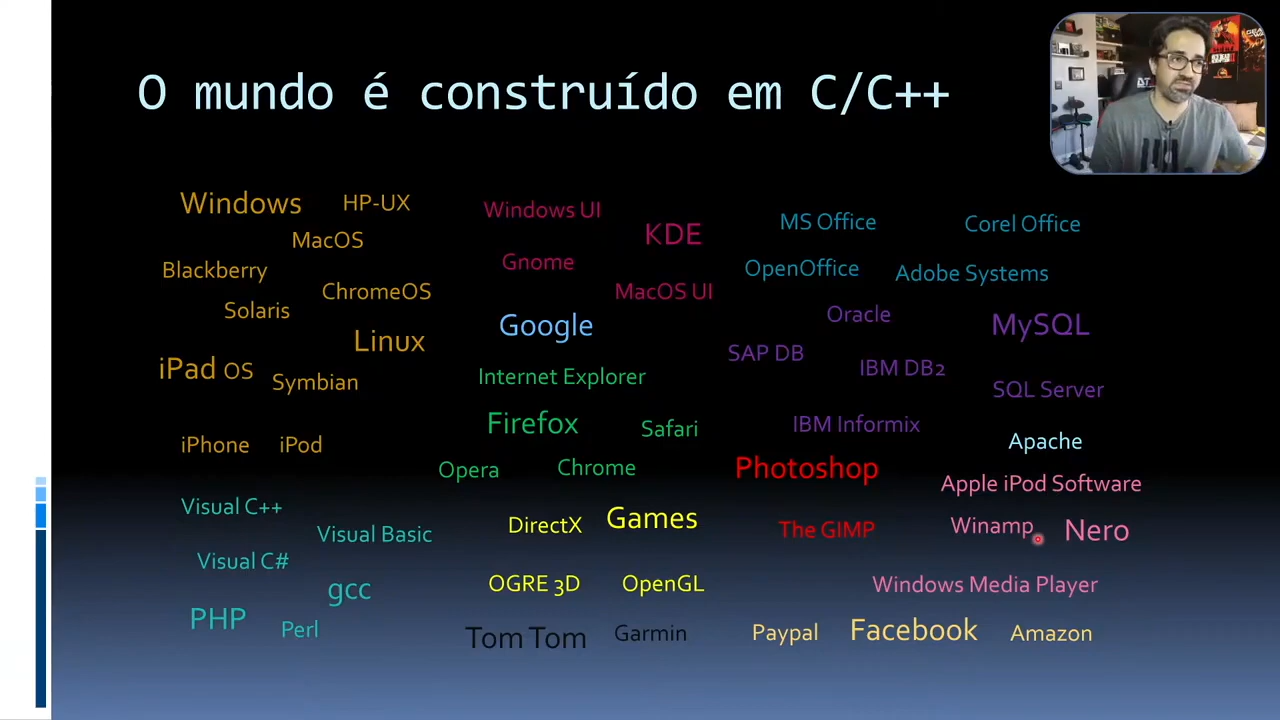 O mundo é construído em C/C++
Windows
HP-UX
MacOS
Blackberry
ChromeOS
Solaris
Linux
iPad OS
Symbian
iPhone
iPod
Windows UI
KDE
Gnome
MacOS UI
Google
Internet Explorer
Firefox
Safari
Opera
Chrome
MS Office
Corel Office
OpenOffice
Adobe Systems
Oracle
MySQL
SAP DB
IBM DB2
SQL Server
IBM Informix
Apache
Photoshop
The GIMP
Apple iPod Software
Winamp
Nero
Windows Media Player
Visual C++
Visual Basic
Visual C#
gcc
PHP
Perl
DirectX
Games
OGRE 3D
OpenGL
Tom Tom
Garmin
Paypal
Facebook
Amazon